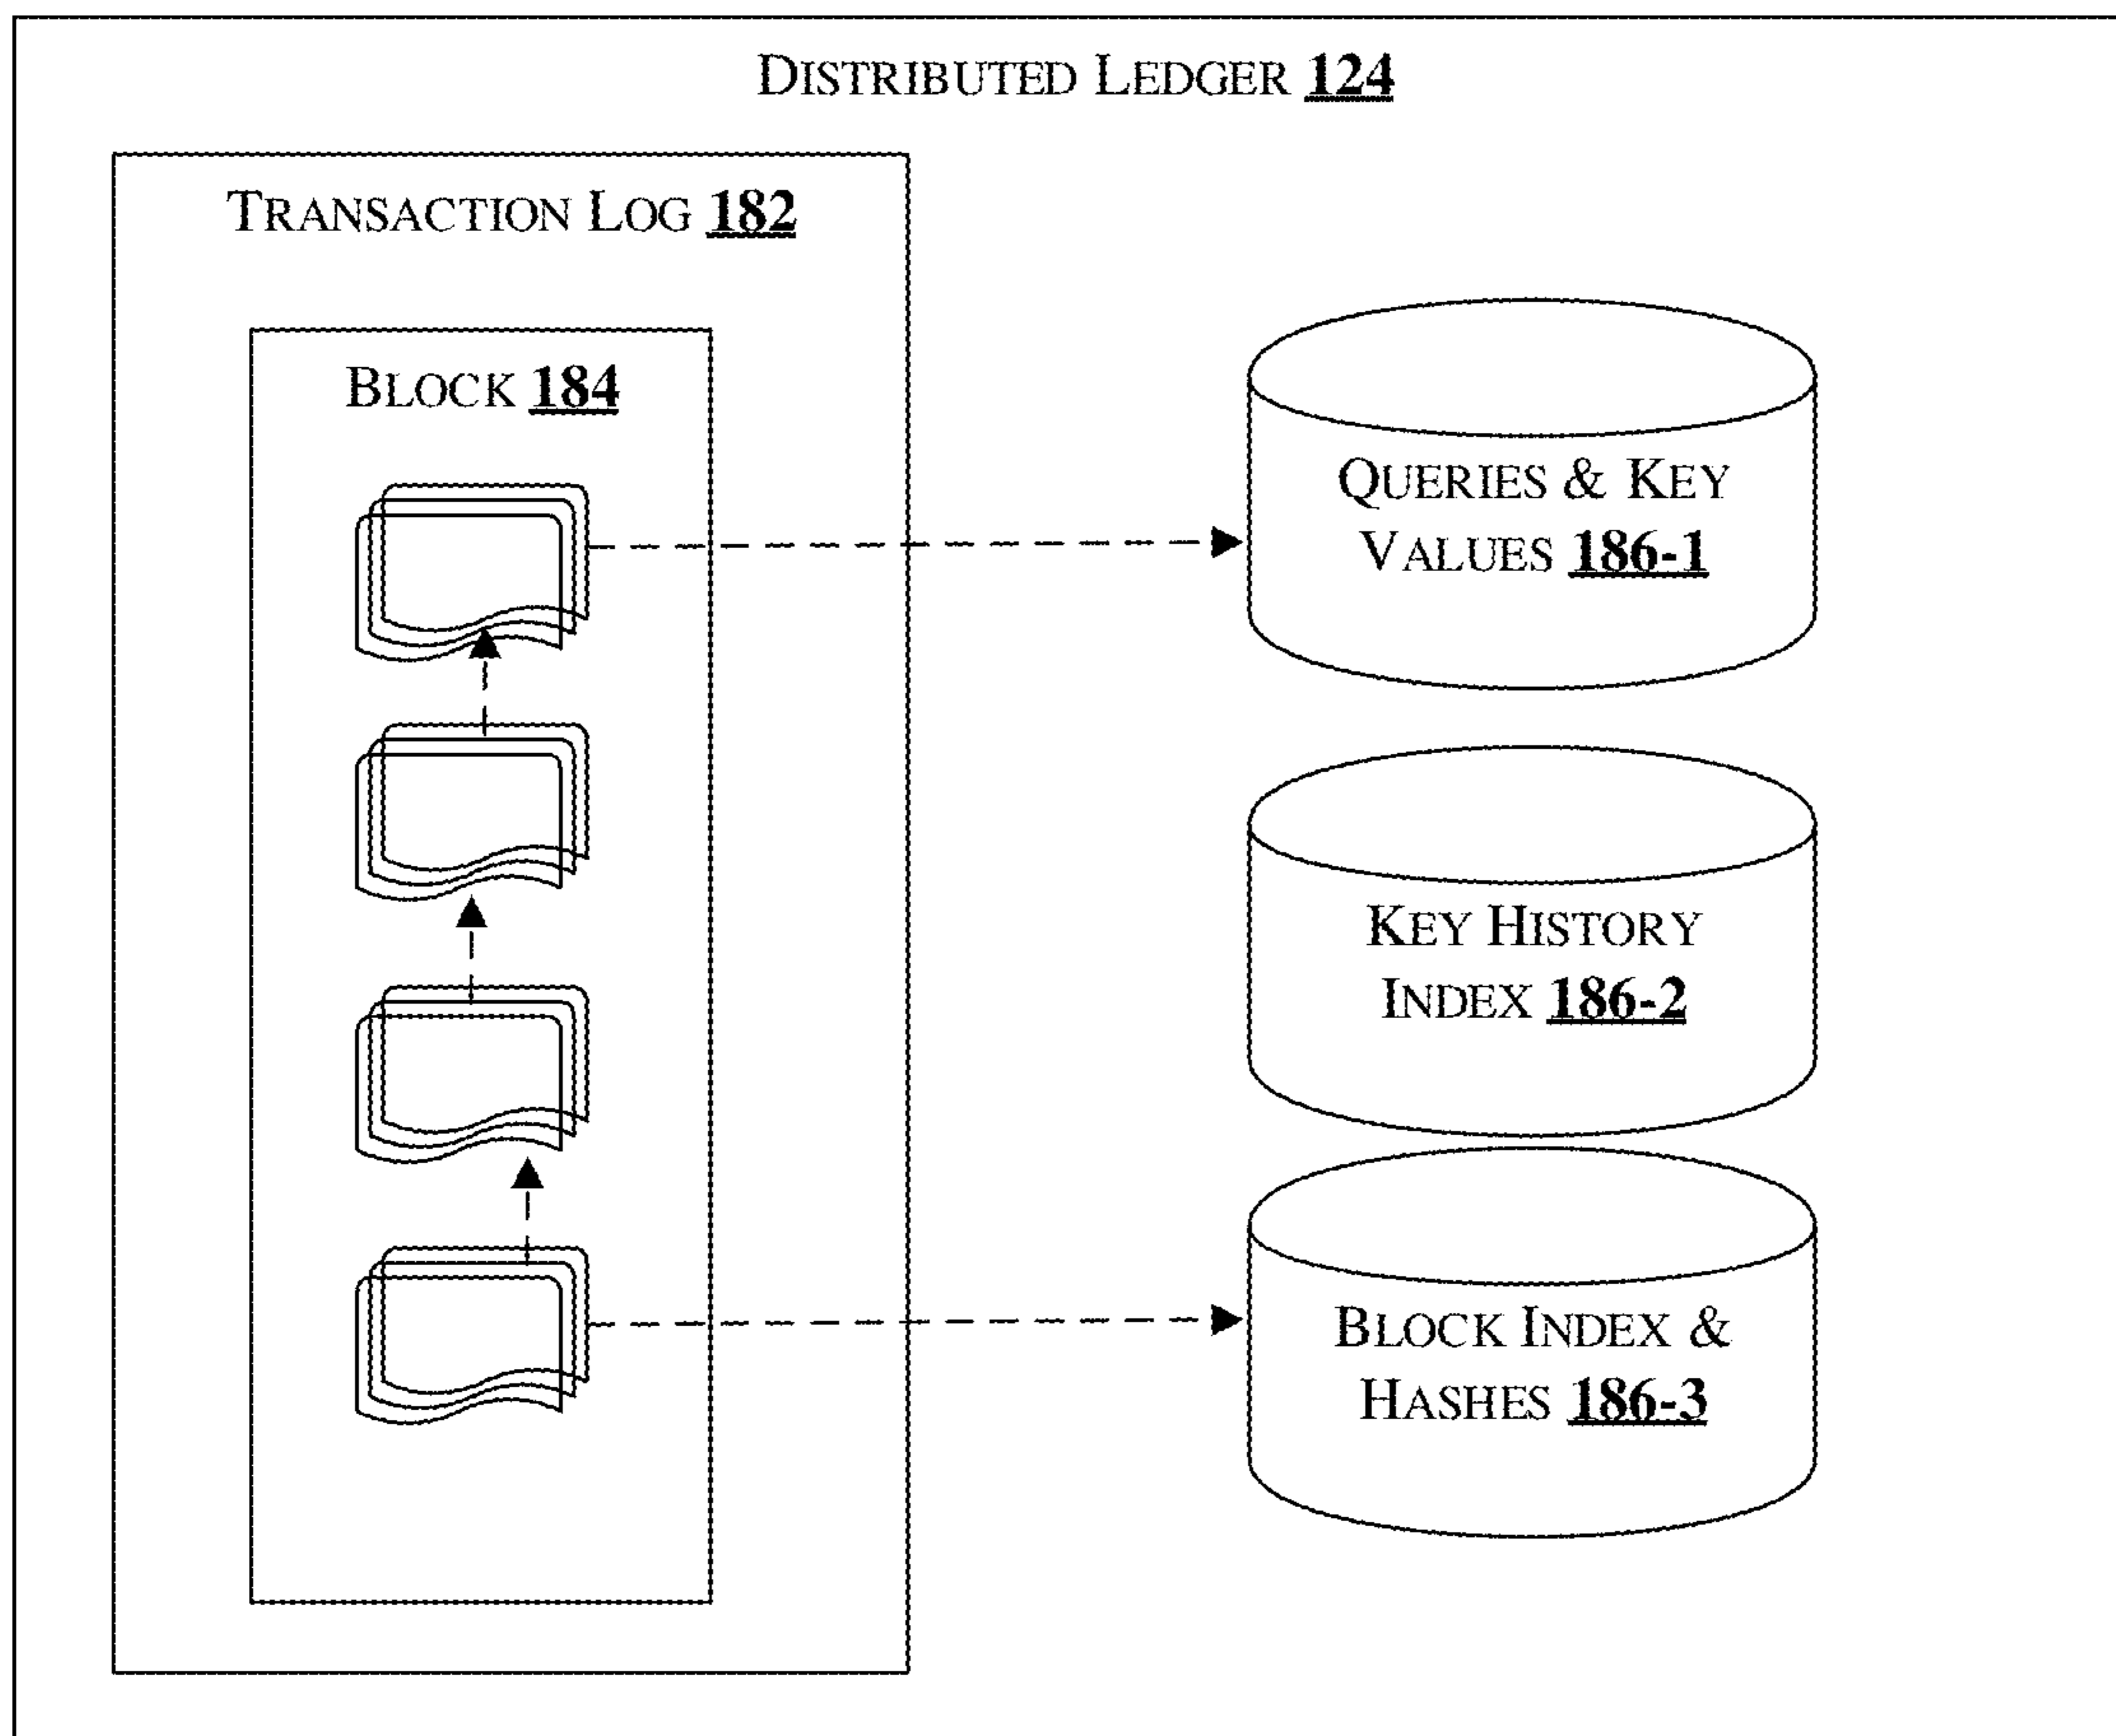 DISTRIBUTED LEDGER 124
TRANSACTION LOG 182
BLOCK 184
QUERIES & KEY
VALUES 186-1
KEY HISTORY
INDEX 186-2
BLOCK INDEX &
HASHES 186-3